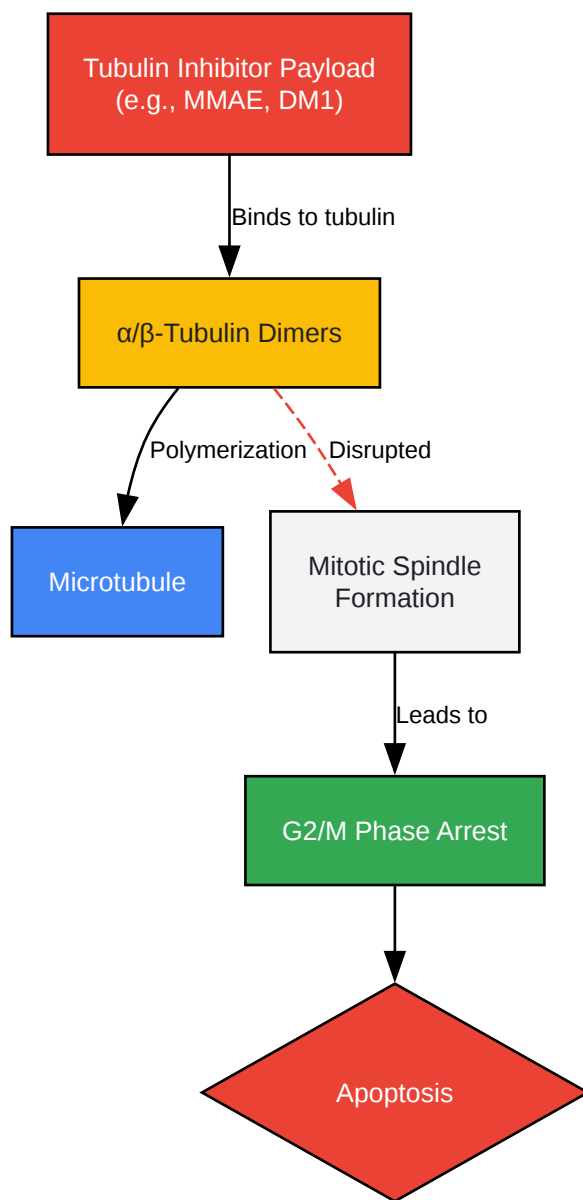 Tubulin Inhibitor Payload
(e.g., MMAE, DM1)
Binds to tubulin
α/β-Tubulin Dimers
Polymerization
Disrupted
Microtubule
Mitotic Spindle
Formation
Leads to
G2/M Phase Arrest
Apoptosis